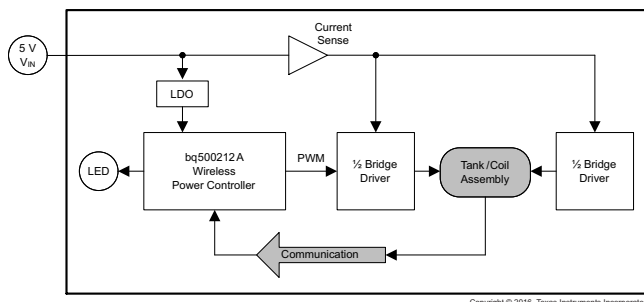 Current
Sense
5 V
VIN
LDO
bq500212A
Wireless
Power Controller
PWM
½ Bridge
Driver
Tank/Coil
Assembly
½ Bridge
Driver
LED
Communication
Copyright © 2016, Texas Instruments Incorporated